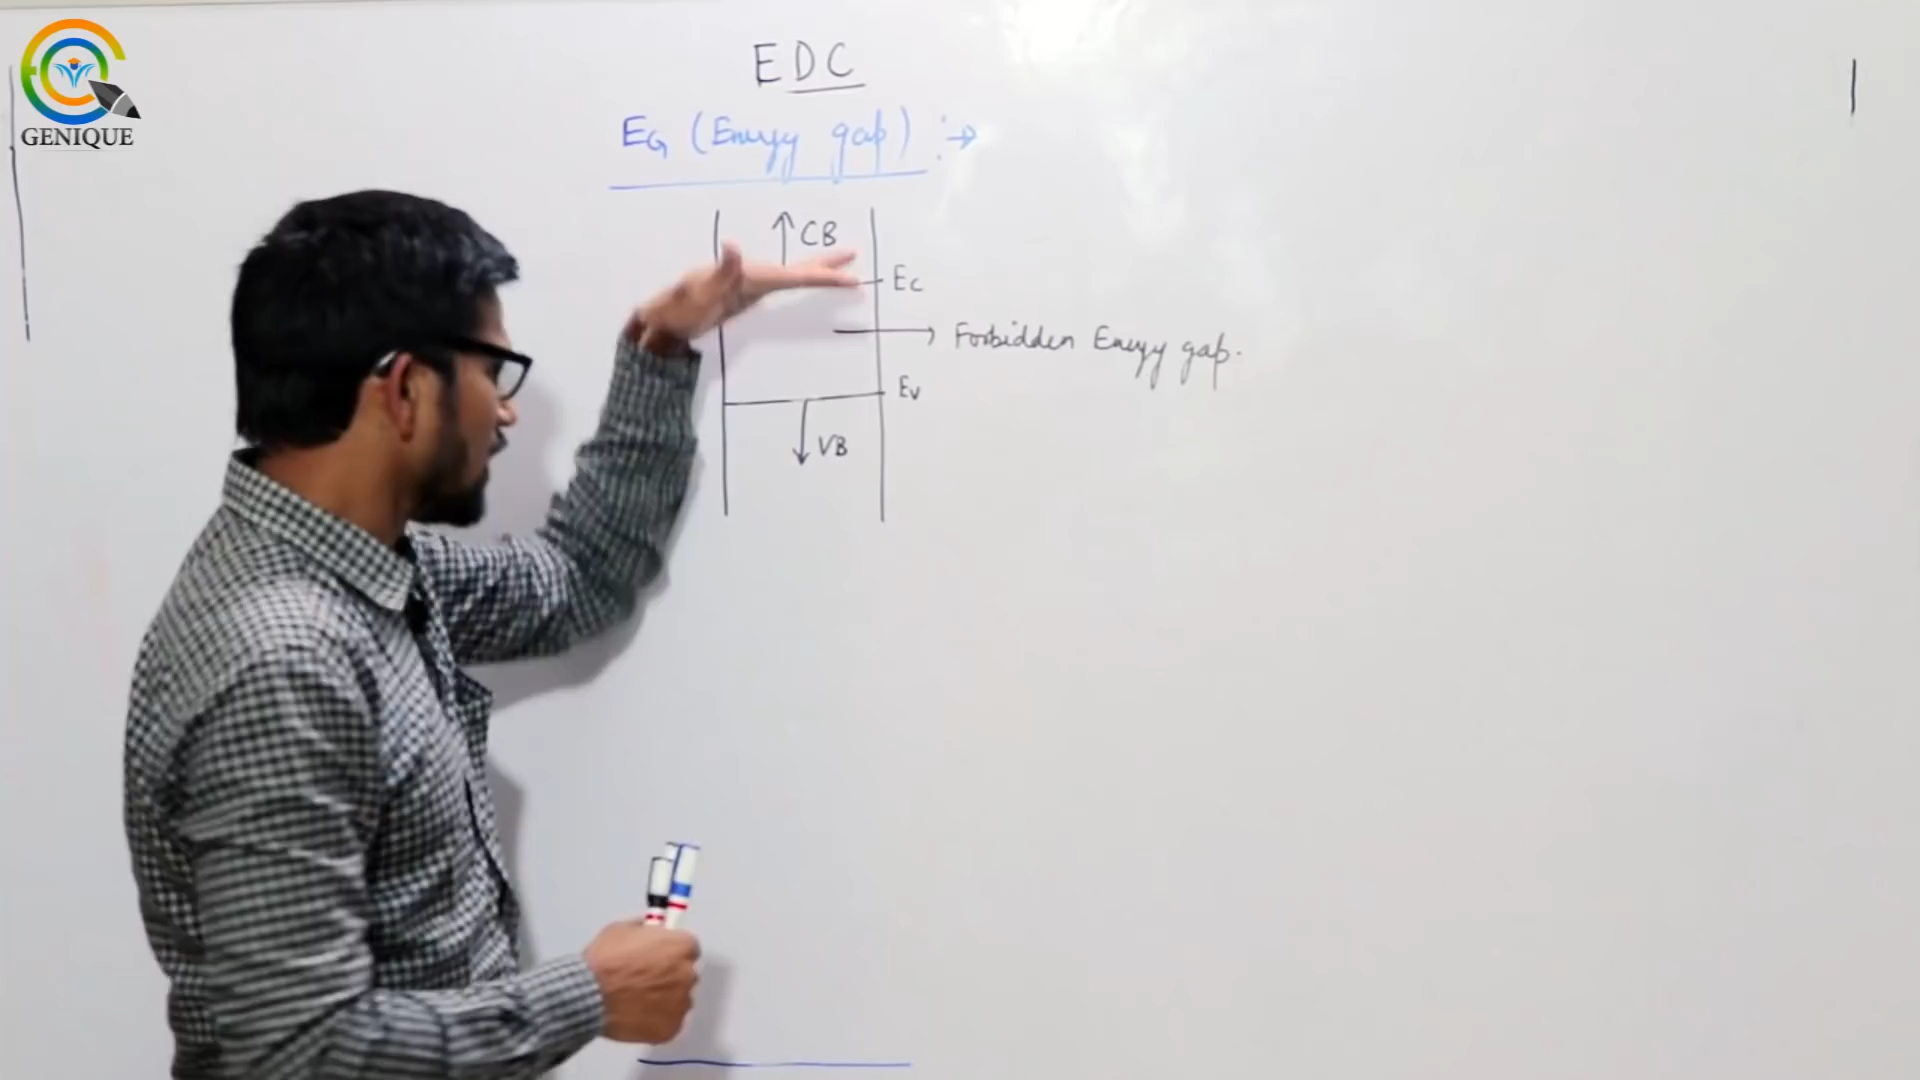 GENIQUE
EDC
EG (Energy gap) :→
CB
Ec
Forbidden Energy gap.
Ev
VB